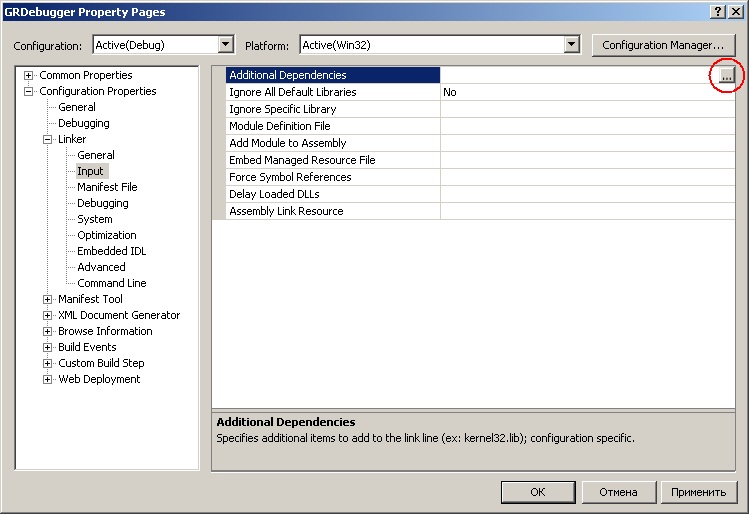 GRDebugger Property Pages
Configuration: Active(Debug) Platform: Active(Win32) Configuration Manager...
Common Properties
Configuration Properties
General
Debugging
Linker
General
Input
Manifest File
Debugging
System
Optimization
Embedded IDL
Advanced
Command Line
Manifest Tool
XML Document Generator
Browse Information
Build Events
Custom Build Step
Web Deployment
Additional Dependencies ...
Ignore All Default Libraries No
Ignore Specific Library
Module Definition File
Add Module to Assembly
Embed Managed Resource File
Force Symbol References
Delay Loaded DLLs
Assembly Link Resource
Additional Dependencies
Specifies additional items to add to the link line (ex: kernel32.lib); configuration specific.
OK Отмена Применить